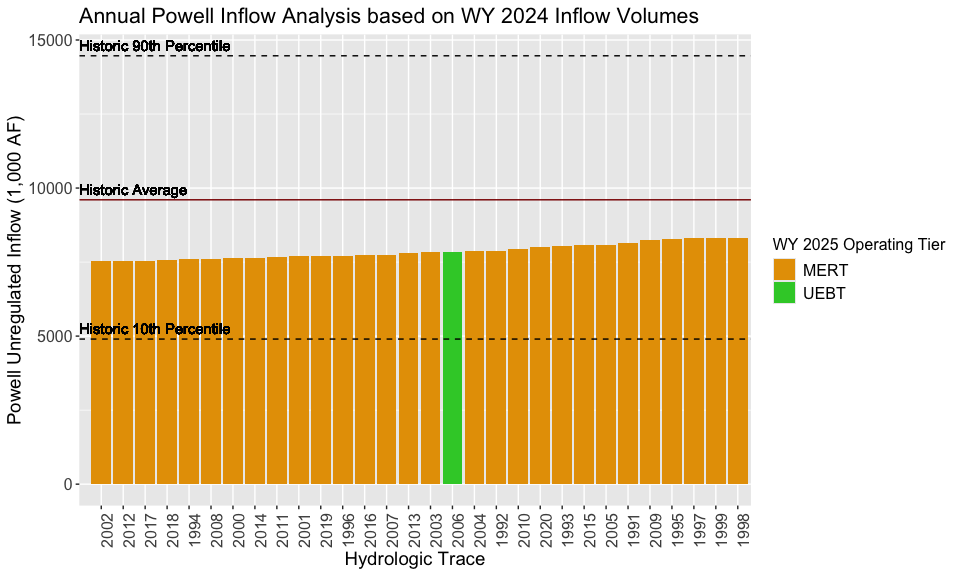 Annual Powell Inflow Analysis based on WY 2024 Inflow Volumes
Powell Unregulated Inflow (1,000 AF)
15000
10000
5000
0
Historic 90th Percentile
Historic Average
Historic 10th Percentile
2002 2012 2017 2018 1994 2008 2000 2014 2011 2001 2019 1996 2016 2007 2013 2003 2006 2004 1992 2010 2020 1993 2015 2005 1991 2009 1995 1997 1999 1998
Hydrologic Trace
WY 2025 Operating Tier
MERT
UEBT